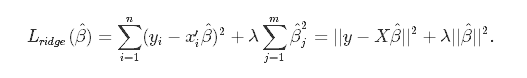 $L_{ridge}(\hat{\beta}) = \sum_{i=1}^{n} (y_i - x_i'\hat{\beta})^2 + \lambda \sum_{j=1}^{m} \hat{\beta}_j^2 = ||y - X\hat{\beta}||^2 + \lambda||\hat{\beta}||^2.$